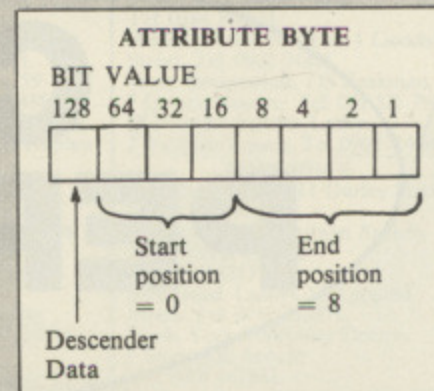 ATTRIBUTE BYTE
BIT VALUE
128 64 32 16 8 4 2 1
Start position = 0
End position = 8
Descender Data